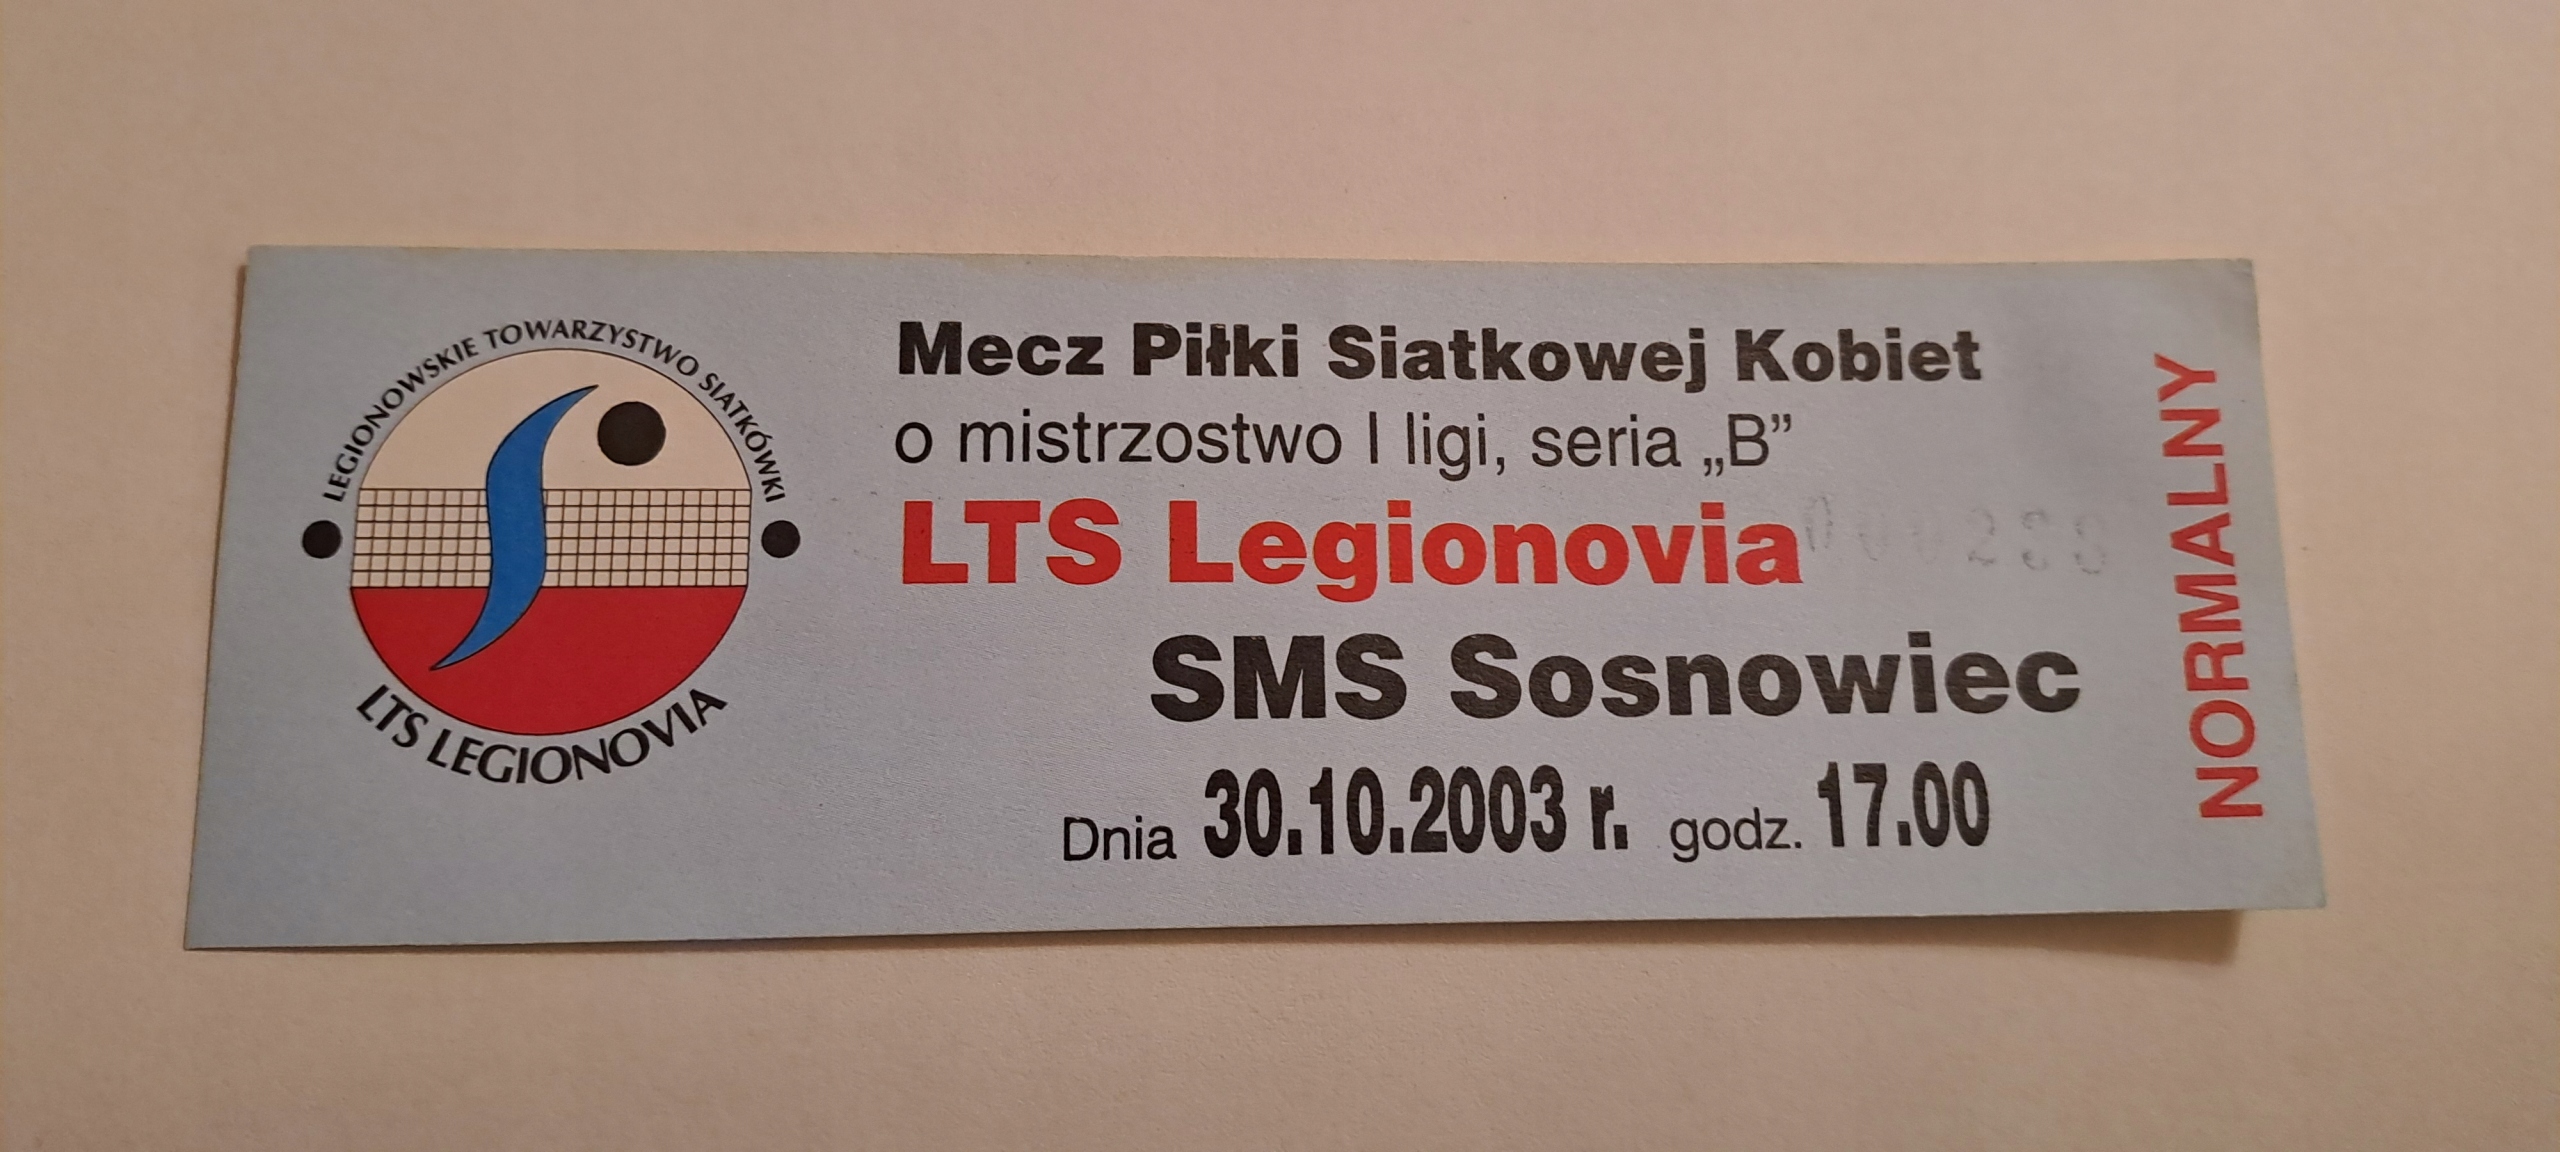 LEGIONOWSKIE TOWARZYSTWO SIATKÓWKI
LTS LEGIONOVIA
Mecz Piłki Siatkowej Kobiet
o mistrzostwo I ligi, seria „B”
LTS Legionovia
SMS Sosnowiec
Dnia 30.10.2003 r. godz. 17.00
NORMALNY